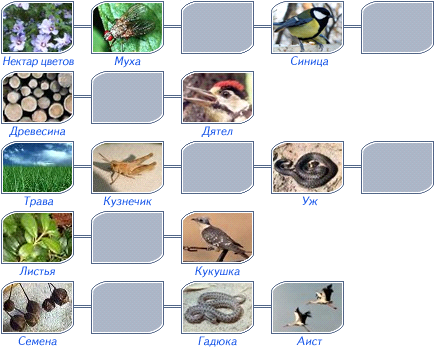 Нектар цветов Муха Синица
Древесина Дятел
Трава Кузнечик Уж
Листья Кукушка
Семена Гадюка Аист